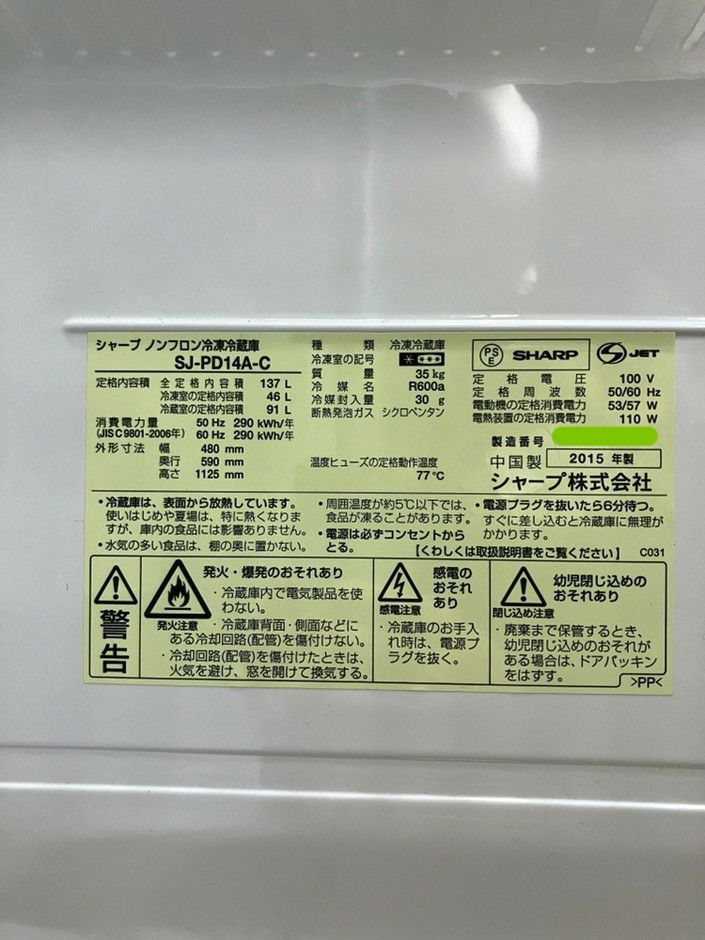 シャープ ノンフロン冷凍冷蔵庫
SJ-PD14A-C
定格内容積 全定格内容積 137 L
冷凍室の定格内容積 46 L
冷蔵室の定格内容積 91 L
消費電力量 50 Hz 290 kWh/年
(JIS C 9801-2006年) 60 Hz 290 kWh/年
外形寸法 幅 480 mm
奥行 590 mm
高さ 1125 mm
種類 冷凍冷蔵庫
冷凍室の記号
質量 35 kg
冷媒名 R600a
冷媒封入量 30 g
断熱発泡ガス シクロペンタン
温度ヒューズの定格動作温度
77℃
PS
E
SHARP
JET
定格電圧 100 V
定格周波数 50/60 Hz
電動機の定格消費電力 53/57 W
電熱装置の定格消費電力 110 W
製造番号
中国製 2015 年製
シャープ株式会社
・冷蔵庫は、表面から放熱しています。
使いはじめや夏場は、特に熱くなりま
すが、庫内の食品には影響ありません。
・水気の多い食品は、棚の奥に置かない。
・周囲温度が約5℃以下では、
食品が凍ることがあります。
・電源は必ずコンセントから
とる。
・電源プラグを抜いたら6分待つ。
すぐに差し込むと冷蔵庫に無理が
かかります。
【くわしくは取扱説明書をご覧ください】 C031
警告
発火・爆発のおそれあり
発火注意
・冷蔵庫内で電気製品を使
わない。
・冷蔵庫背面・側面などに
ある冷却回路(配管)を傷付けない。
・冷却回路(配管)を傷付けたときは、
火気を避け、窓を開けて換気する。
感電の
おそれ
あり
感電注意
・冷蔵庫のお手入
れ時は、電源プ
ラグを抜く。
幼児閉じ込めの
おそれあり
閉じ込め注意
・廃棄まで保管するとき、
幼児閉じ込めのおそれが
ある場合は、ドアパッキン
をはずす。
>PP<